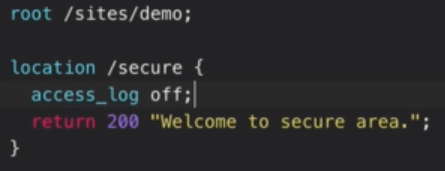 root /sites/demo;
location /secure {
access_log off;
return 200 "Welcome to secure area.";
}